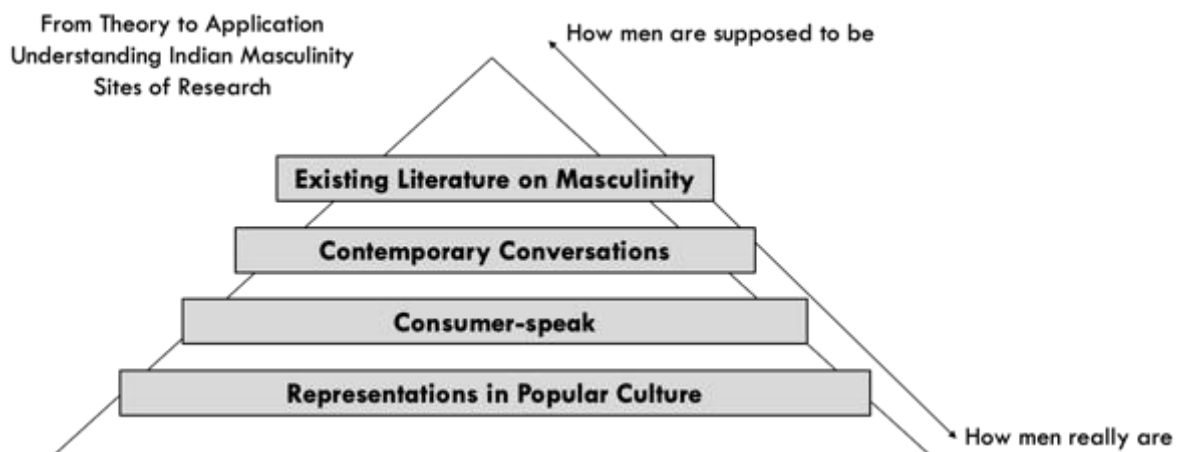 From Theory to Application
Understanding Indian Masculinity
Sites of Research
How men are supposed to be
Existing Literature on Masculinity
Contemporary Conversations
Consumer-speak
Representations in Popular Culture
How men really are